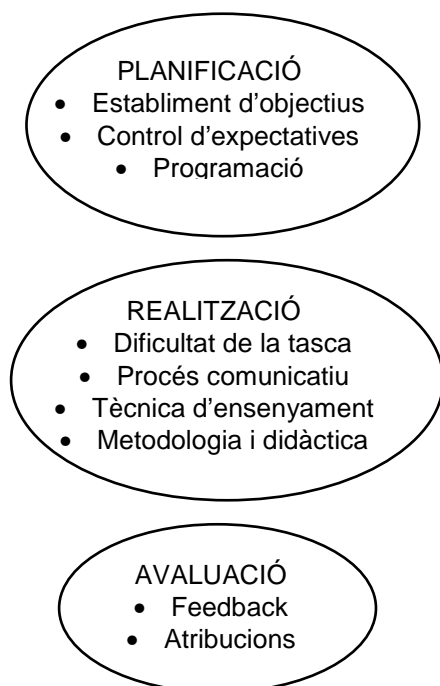 PLANIFICACIÓ
• Establiment d’objectius
• Control d’expectatives
• Programació
REALITZACIÓ
• Dificultat de la tasca
• Procés comunicatiu
• Tècnica d’ensenyament
• Metodologia i didàctica
AVALUACIÓ
• Feedback
• Atribucions